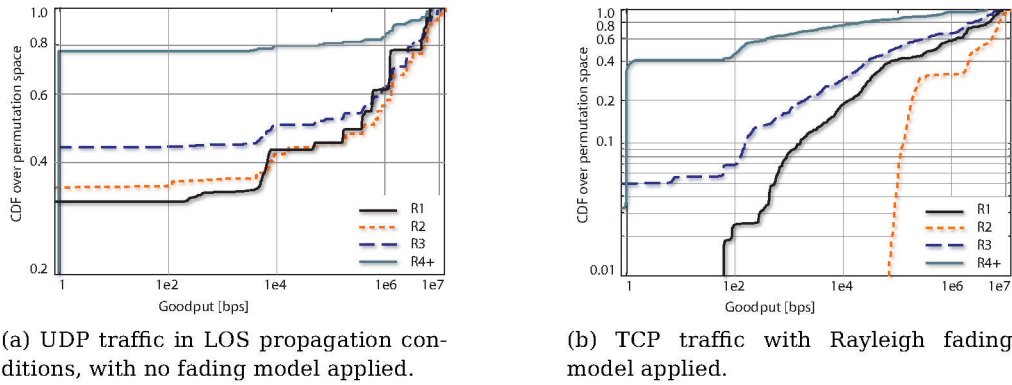 CDF over permutation space
1.0
0.8
0.6
0.4
0.2
R1
R2
R3
R4+
1
1e2
1e4
1e6
1e7
Goodput [bps]
(a) UDP traffic in LOS propagation con-
ditions, with no fading model applied.
CDF over permutation space
1.0
0.8
0.6
0.4
0.2
0.1
0.01
R1
R2
R3
R4+
1
1e2
1e4
1e6
1e7
Goodput [bps]
(b) TCP traffic with Rayleigh fading
model applied.